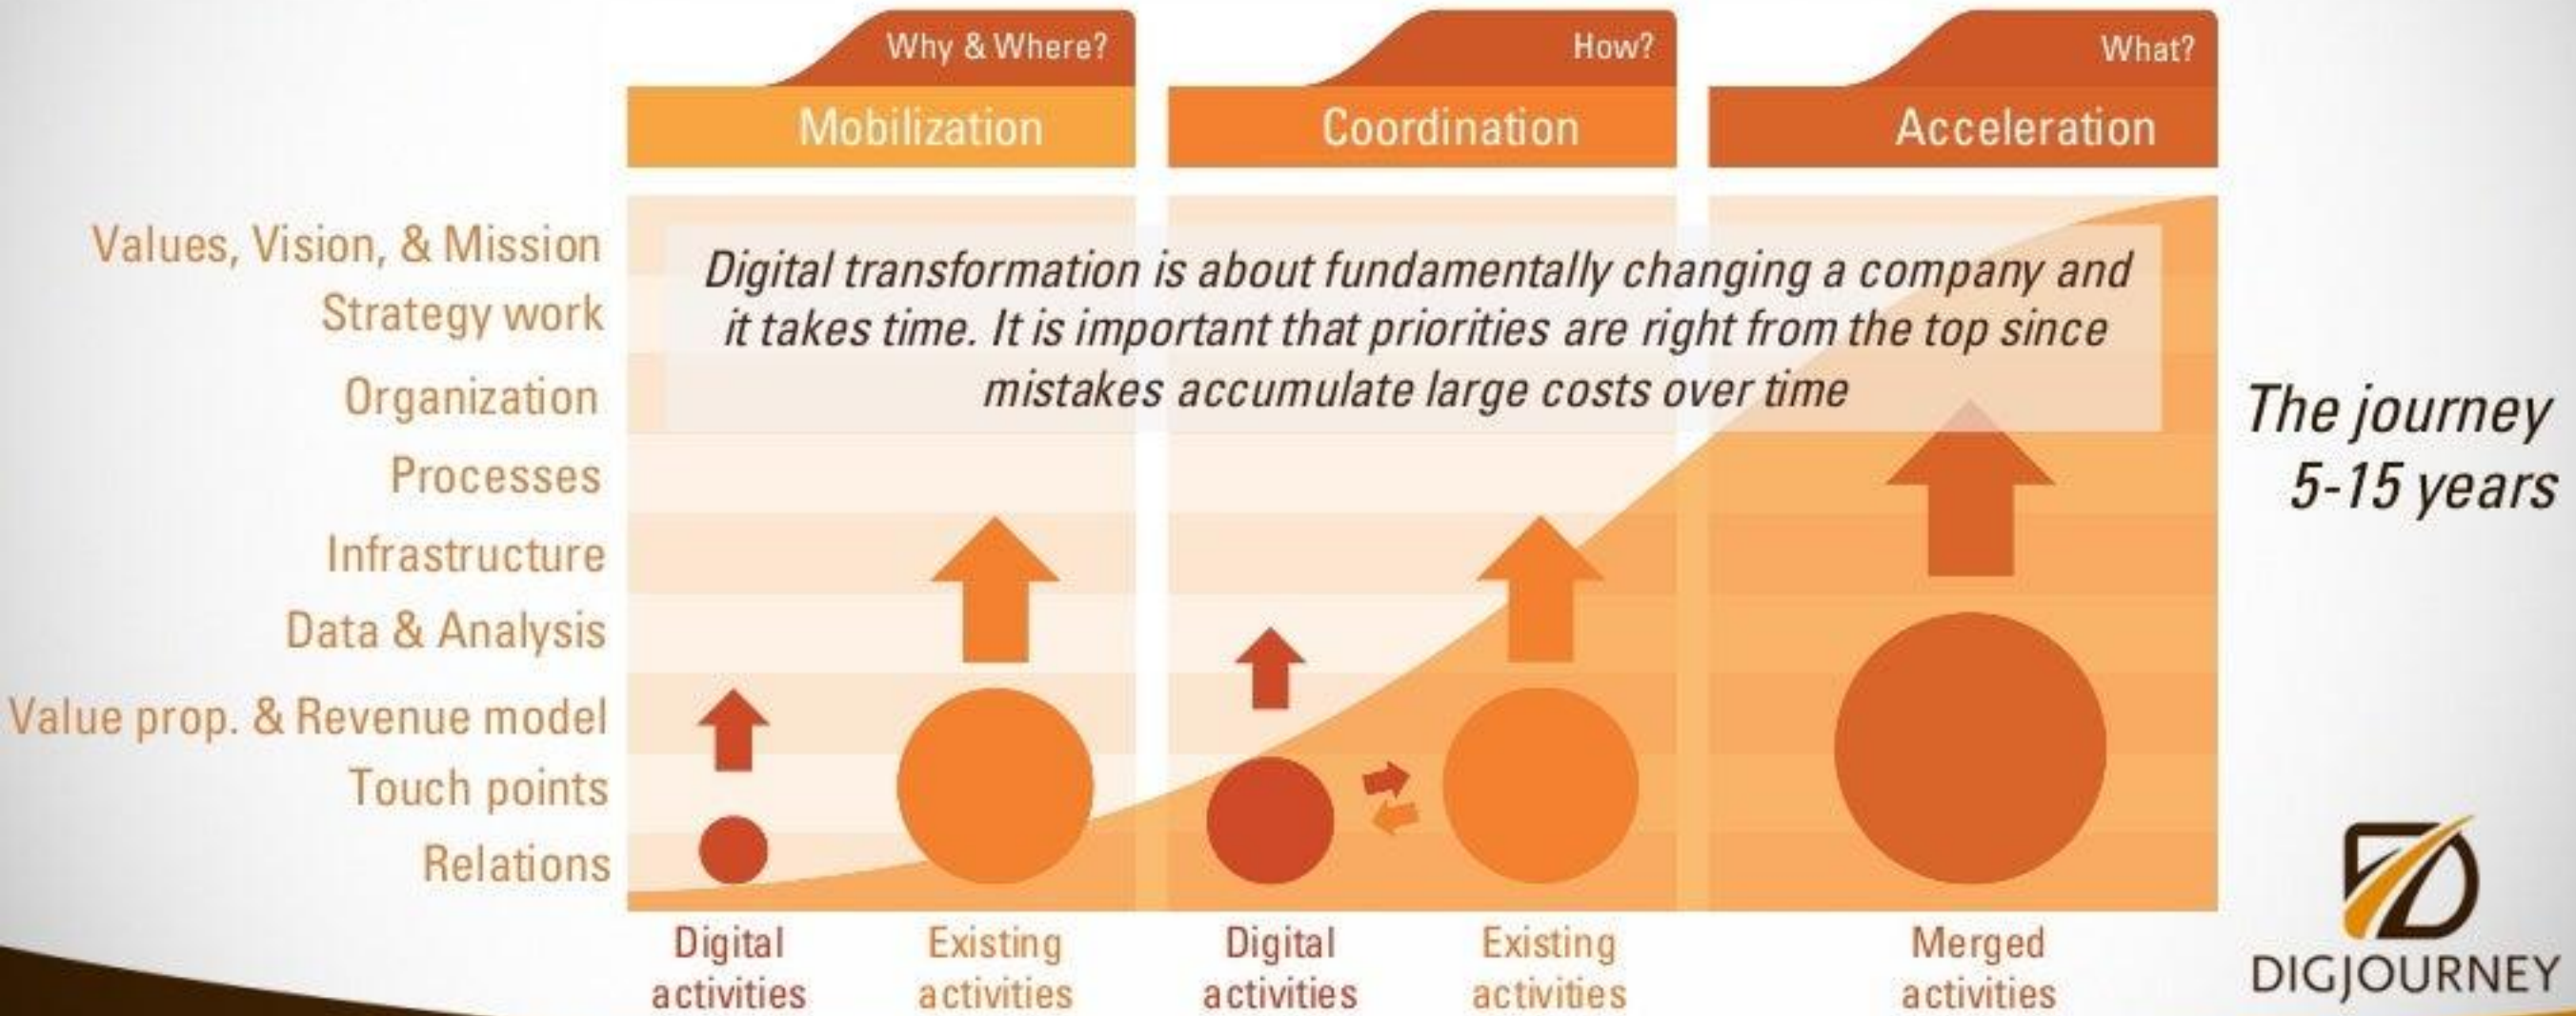 Why & Where?
How?
What?
Mobilization
Coordination
Acceleration
Values, Vision, & Mission
Strategy work
Organization
Processes
Infrastructure
Data & Analysis
Value prop. & Revenue model
Touch points
Relations
Digital transformation is about fundamentally changing a company and
it takes time. It is important that priorities are right from the top since
mistakes accumulate large costs over time
The journey
5-15 years
Digital
activities
Existing
activities
Digital
activities
Existing
activities
Merged
activities
DIGJOURNEY